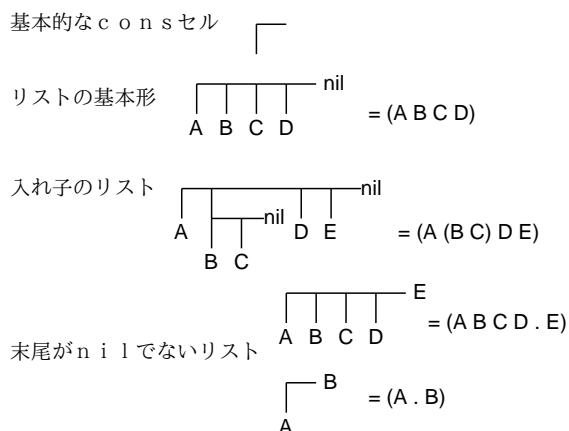 基本的なｃｏｎｓセル
リストの基本形
nil
A B C D
= (A B C D)
入れ子のリスト
nil
A
nil
D E
B C
= (A (B C) D E)
E
A B C D
= (A B C D . E)
末尾がｎｉｌでないリスト
B
= (A . B)
A